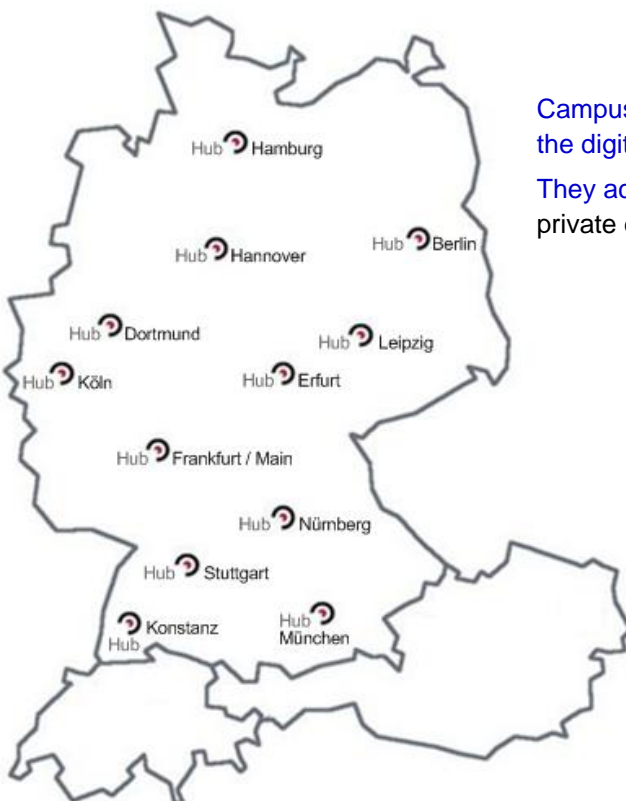 Campus
the digit
They ac
private
Hub Hamburg
Hub Hannover
Hub Berlin
Hub Dortmund
Hub Leipzig
Hub Köln
Hub Erfurt
Hub Frankfurt / Main
Hub Nürnberg
Hub Stuttgart
Hub Konstanz
Hub München